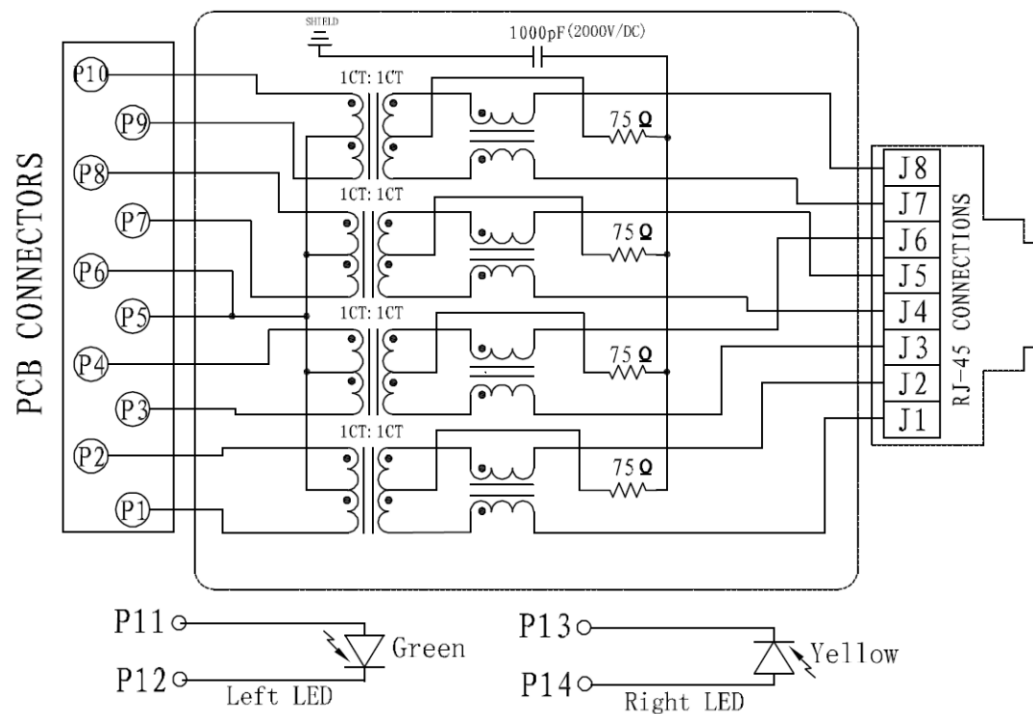 SHIELD
1000pF(2000V/DC)
PCB CONNECTORS
P10
P9
P8
P7
P6
P5
P4
P3
P2
P1
1CT:1CT
1CT:1CT
1CT:1CT
1CT:1CT
75Ω
75Ω
75Ω
75Ω
J8
J7
J6
J5
J4
J3
J2
J1
RJ-45 CONNECTIONS
P11
P12
Green
Left LED
P13
P14
Yellow
Right LED